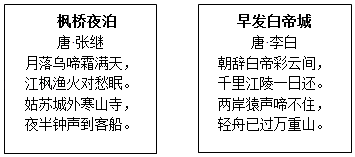 枫桥夜泊
唐·张继
月落乌啼霜满天，
江枫渔火对愁眠。
姑苏城外寒山寺，
夜半钟声到客船。
早发白帝城
唐·李白
朝辞白帝彩云间，
千里江陵一日还。
两岸猿声啼不住，
轻舟已过万重山。